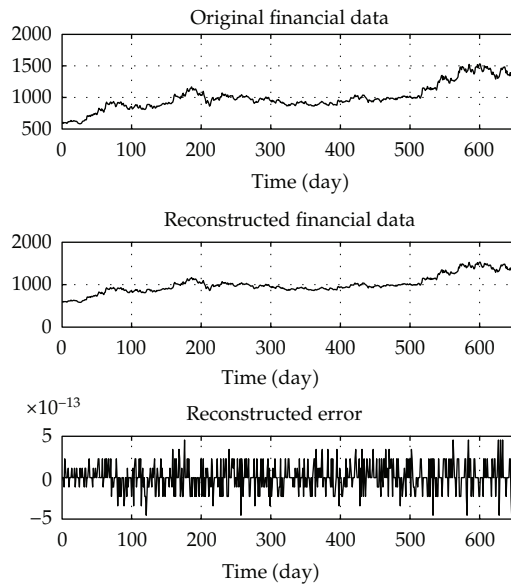 Original financial data
2000
1500
1000
500
0 100 200 300 400 500 600
Time (day)
Reconstructed financial data
2000
1000
0
0 100 200 300 400 500 600
Time (day)
×10⁻¹³
Reconstructed error
5
0
−5
0 100 200 300 400 500 600
Time (day)